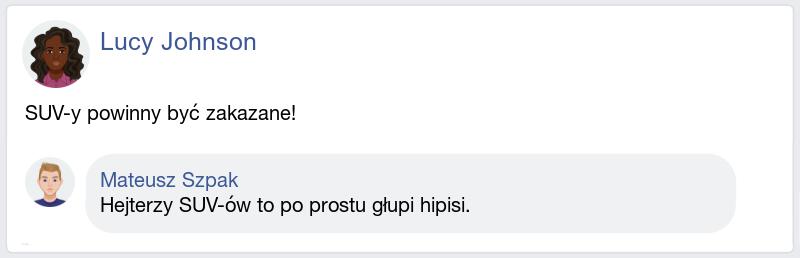 Lucy Johnson
SUV-y powinny być zakazane!
Mateusz Szpak
Hejterzy SUV-ów to po prostu głupi hipisi.